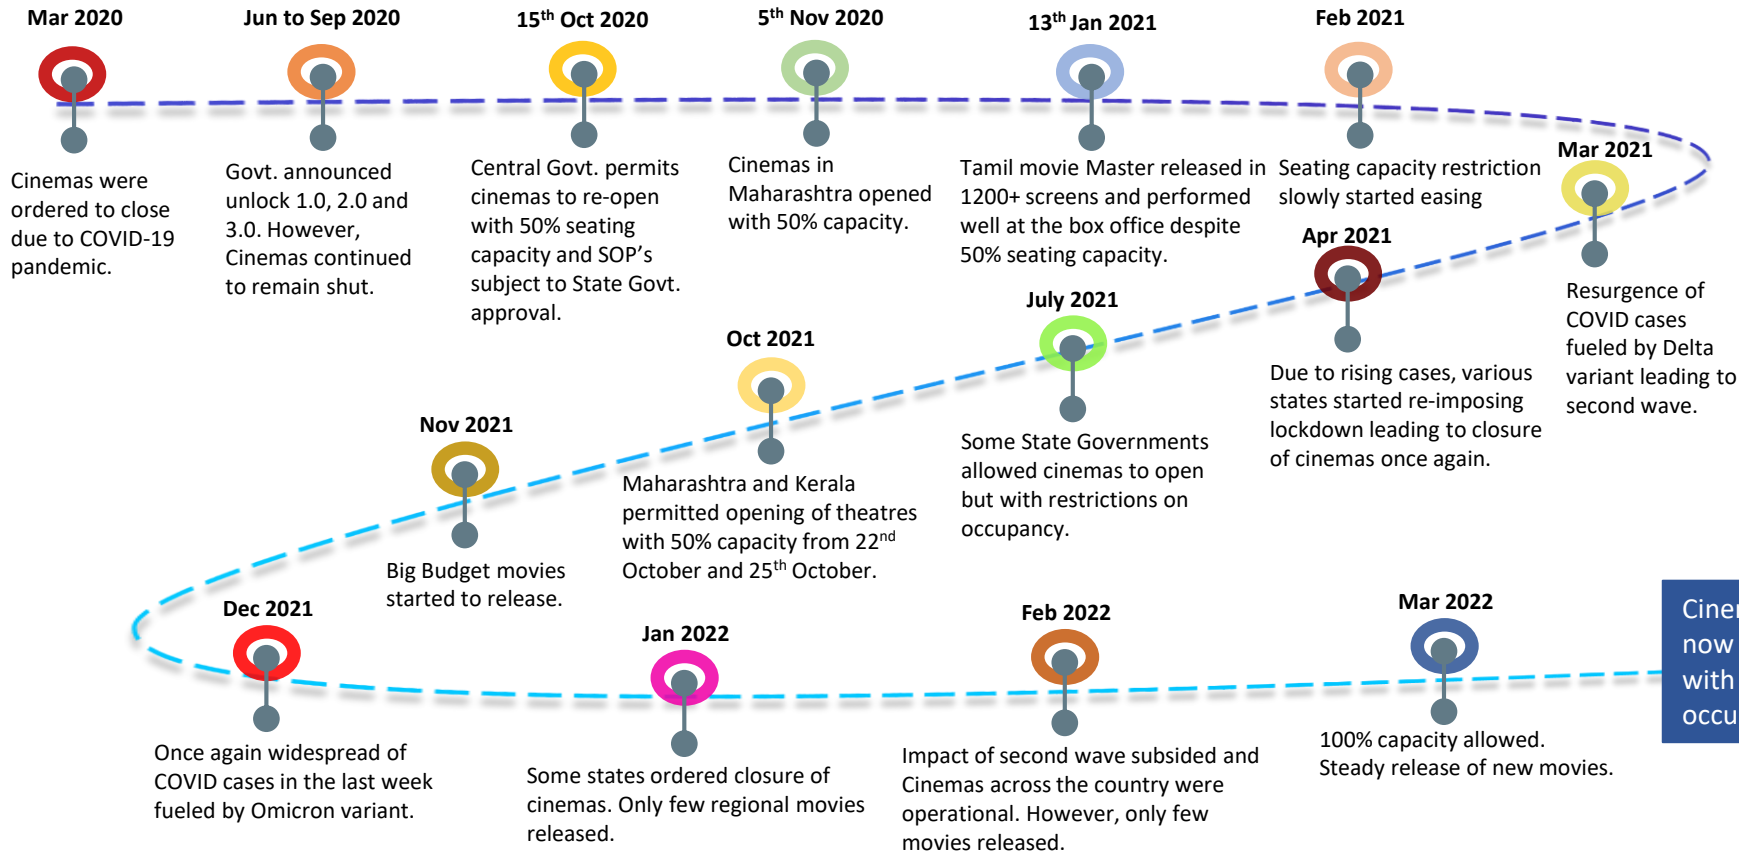 Mar 2020
Cinemas were
ordered to close
due to COVID-19
pandemic.
Jun to Sep 2020
Govt. announced
unlock 1.0, 2.0 and
3.0. However,
Cinemas continued
to remain shut.
15th Oct 2020
Central Govt. permits
cinemas to re-open
with 50% seating
capacity and SOP's
subject to State Govt.
approval.
5th Nov 2020
Cinemas in
Maharashtra opened
with 50% capacity.
13th Jan 2021
Tamil movie Master released in
1200+ screens and performed
well at the box office despite
50% seating capacity.
Feb 2021
Seating capacity restriction
slowly started easing
Mar 2021
Resurgence of
COVID cases
fueled by Delta
variant leading to
second wave.
Apr 2021
Due to rising cases, various
states started re-imposing
lockdown leading to closure
of cinemas once again.
July 2021
Some State Governments
allowed cinemas to open
but with restrictions on
occupancy.
Oct 2021
Maharashtra and Kerala
permitted opening of theatres
with 50% capacity from 22nd
October and 25th October.
Nov 2021
Big Budget movies
started to release.
Dec 2021
Once again widespread of
COVID cases in the last week
fueled by Omicron variant.
Jan 2022
Some states ordered closure of
cinemas. Only few regional movies
released.
Feb 2022
Impact of second wave subsided and
Cinemas across the country were
operational. However, only few
movies released.
Mar 2022
100% capacity allowed.
Steady release of new movies.
now
with